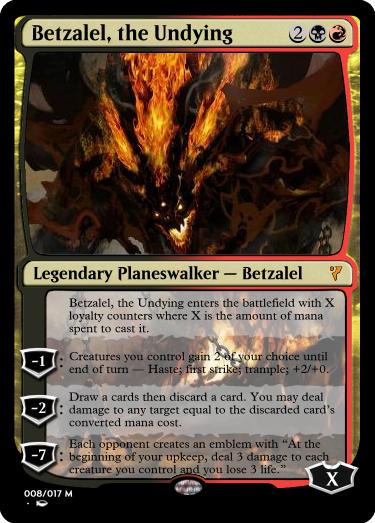 Betzalel, the Undying 2
Legendary Planeswalker — Betzalel
Betzalel, the Undying enters the battlefield with X
loyalty counters where X is the amount of mana
spent to cast it.
-1: Creatures you control gain 2 of your choice until
end of turn — Haste; first strike; trample; +2/+0.
-2: Draw a cards then discard a card. You may deal
damage to any target equal to the discarded card's
converted mana cost.
-7: Each opponent creates an emblem with “At the
beginning of your upkeep, deal 3 damage to each
creature you control and you lose 3 life.”
X
008/017 M